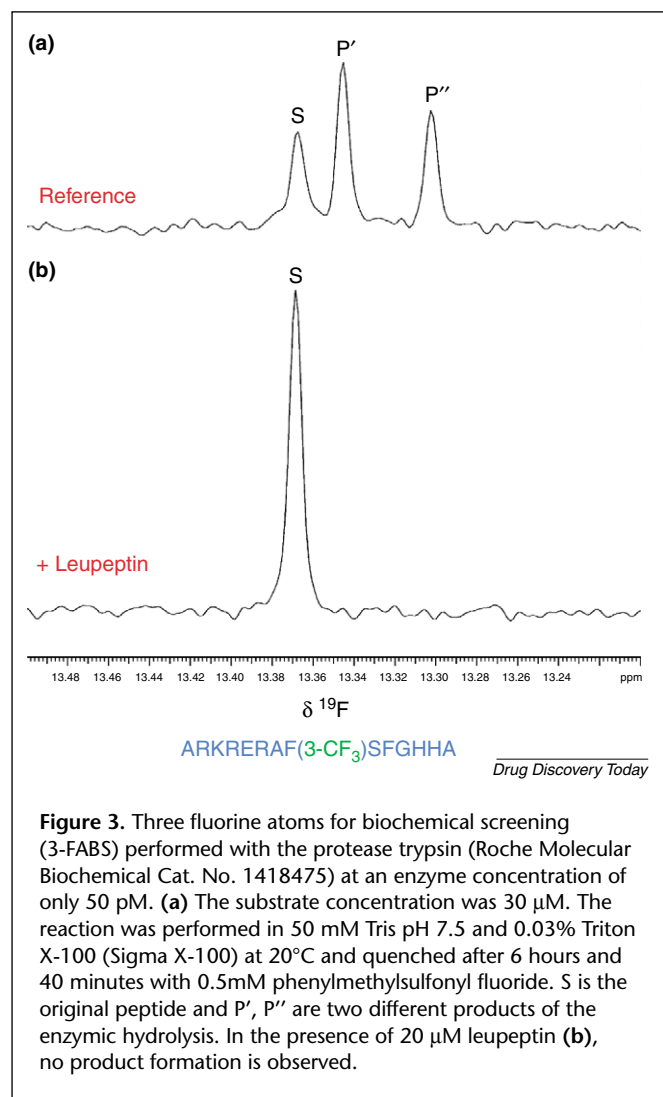 (a)
P′
S
P″
Reference
(b)
S
+ Leupeptin
13.48 13.46 13.44 13.42 13.40 13.38 13.36 13.34 13.32 13.30 13.28 13.26 13.24 ppm
δ ¹⁹F
ARKRERAF(3-CF₃)SFGHHA
Drug Discovery Today
Figure 3. Three fluorine atoms for biochemical screening
(3-FABS) performed with the protease trypsin (Roche Molecular
Biochemical Cat. No. 1418475) at an enzyme concentration of
only 50 pM. (a) The substrate concentration was 30 μM. The
reaction was performed in 50 mM Tris pH 7.5 and 0.03% Triton
X-100 (Sigma X-100) at 20°C and quenched after 6 hours and
40 minutes with 0.5mM phenylmethylsulfonyl fluoride. S is the
original peptide and P′, P″ are two different products of the
enzymic hydrolysis. In the presence of 20 μM leupeptin (b),
no product formation is observed.